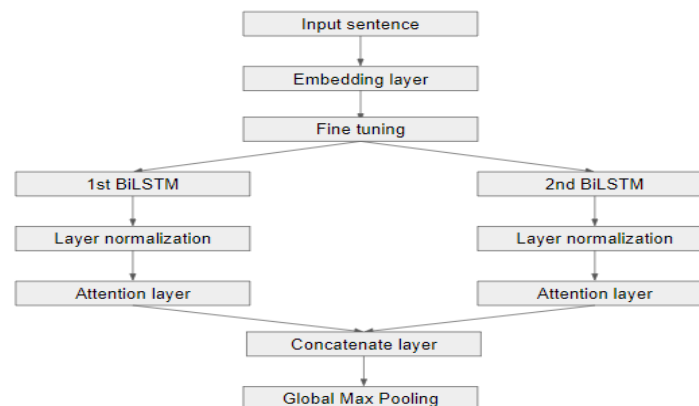 Input sentence
Embedding layer
Fine tuning
1st BiLSTM
2nd BiLSTM
Layer normalization
Layer normalization
Attention layer
Attention layer
Concatenate layer
Global Max Pooling